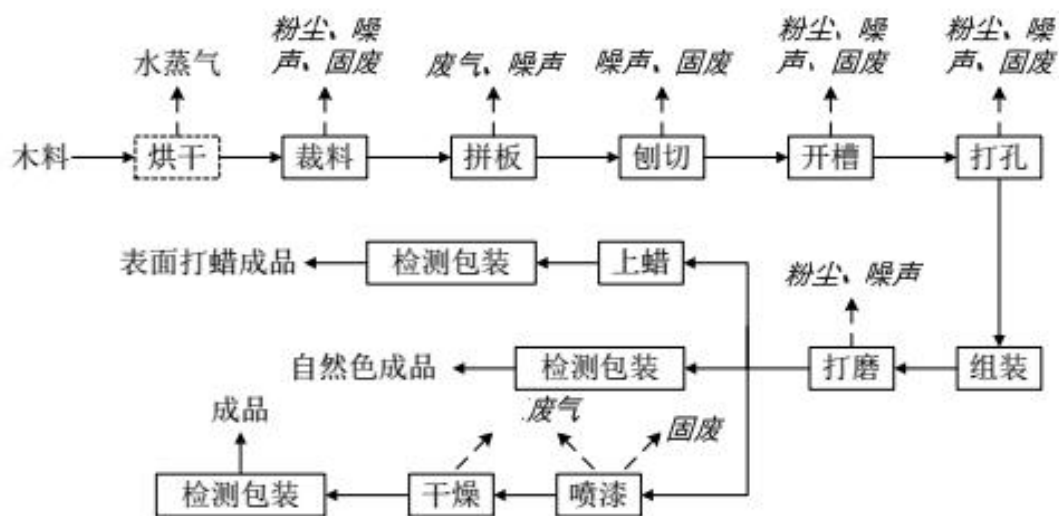 粉尘、噪
声、固废
水蒸气
废气、噪声
噪声、固废
粉尘、噪
声、固废
粉尘、噪
声、固废
木料
烘干
裁料
拼板
刨切
开槽
打孔
表面打蜡成品
检测包装
上蜡
粉尘、噪声
自然色成品
检测包装
打磨
组装
成品
废气
固废
检测包装
干燥
喷漆